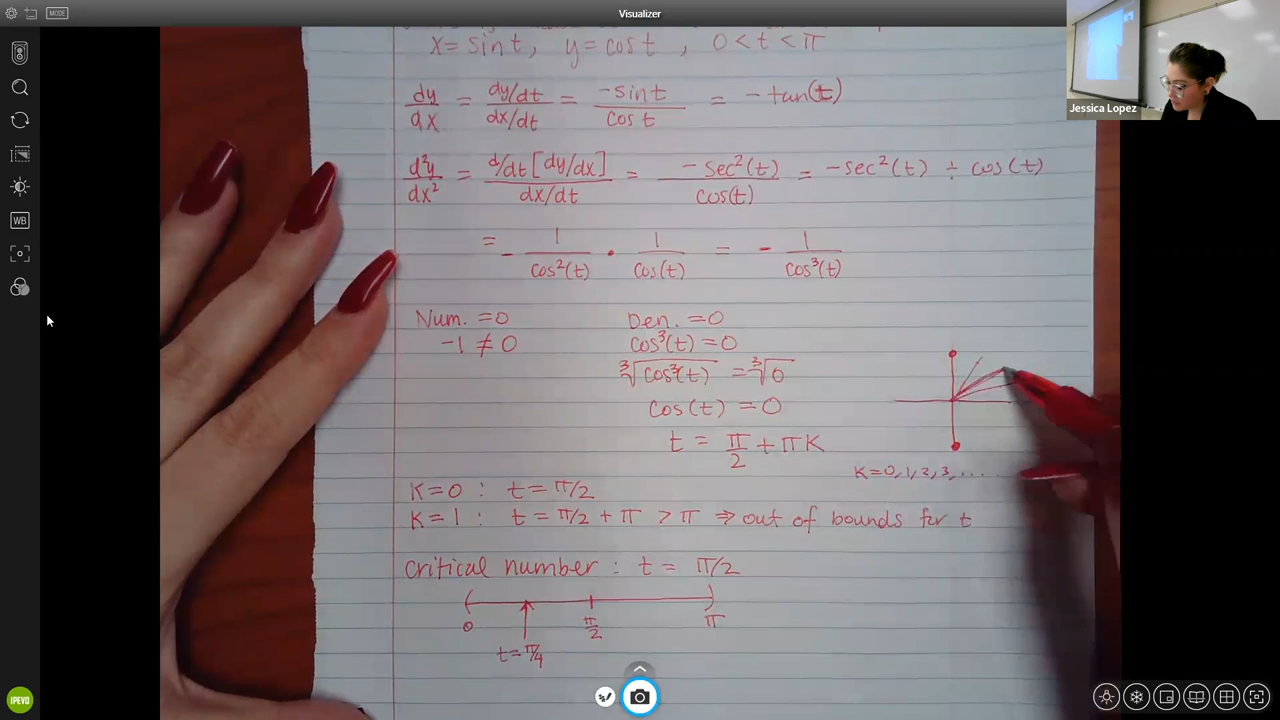 MODE
Visualizer
Jessica Lopez
x = sin t, y = cos t, 0 < t < π
dy/dx = (dy/dt)/(dx/dt) = -sin t/cos t = -tan(t)
d²y/dx² = d/dt[dy/dx]/(dx/dt) = -sec²(t)/cos(t) = -sec²(t) ÷ cos(t)
= - 1/cos²(t) • 1/cos(t) = - 1/cos³(t)
Num. = 0 Den. = 0
-1 ≠ 0 cos³(t) = 0
∛cos³(t) = ∛0
cos(t) = 0
t = π/2 + πK
K=0,1,2,3,....
K=0 : t = π/2
K=1 : t = π/2 + π > π ⇒ out of bounds for t
critical number : t = π/2
0 π/2 π
t = π/4
WB
IPEVO